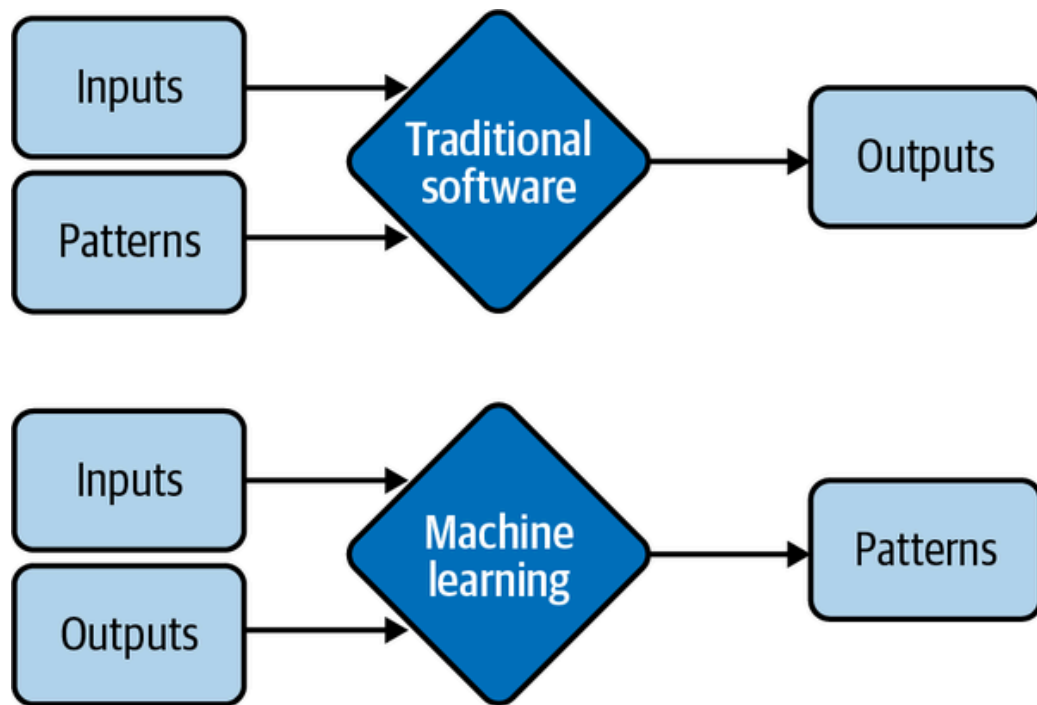 Inputs
Patterns
Traditional
software
Outputs
Inputs
Outputs
Machine
learning
Patterns